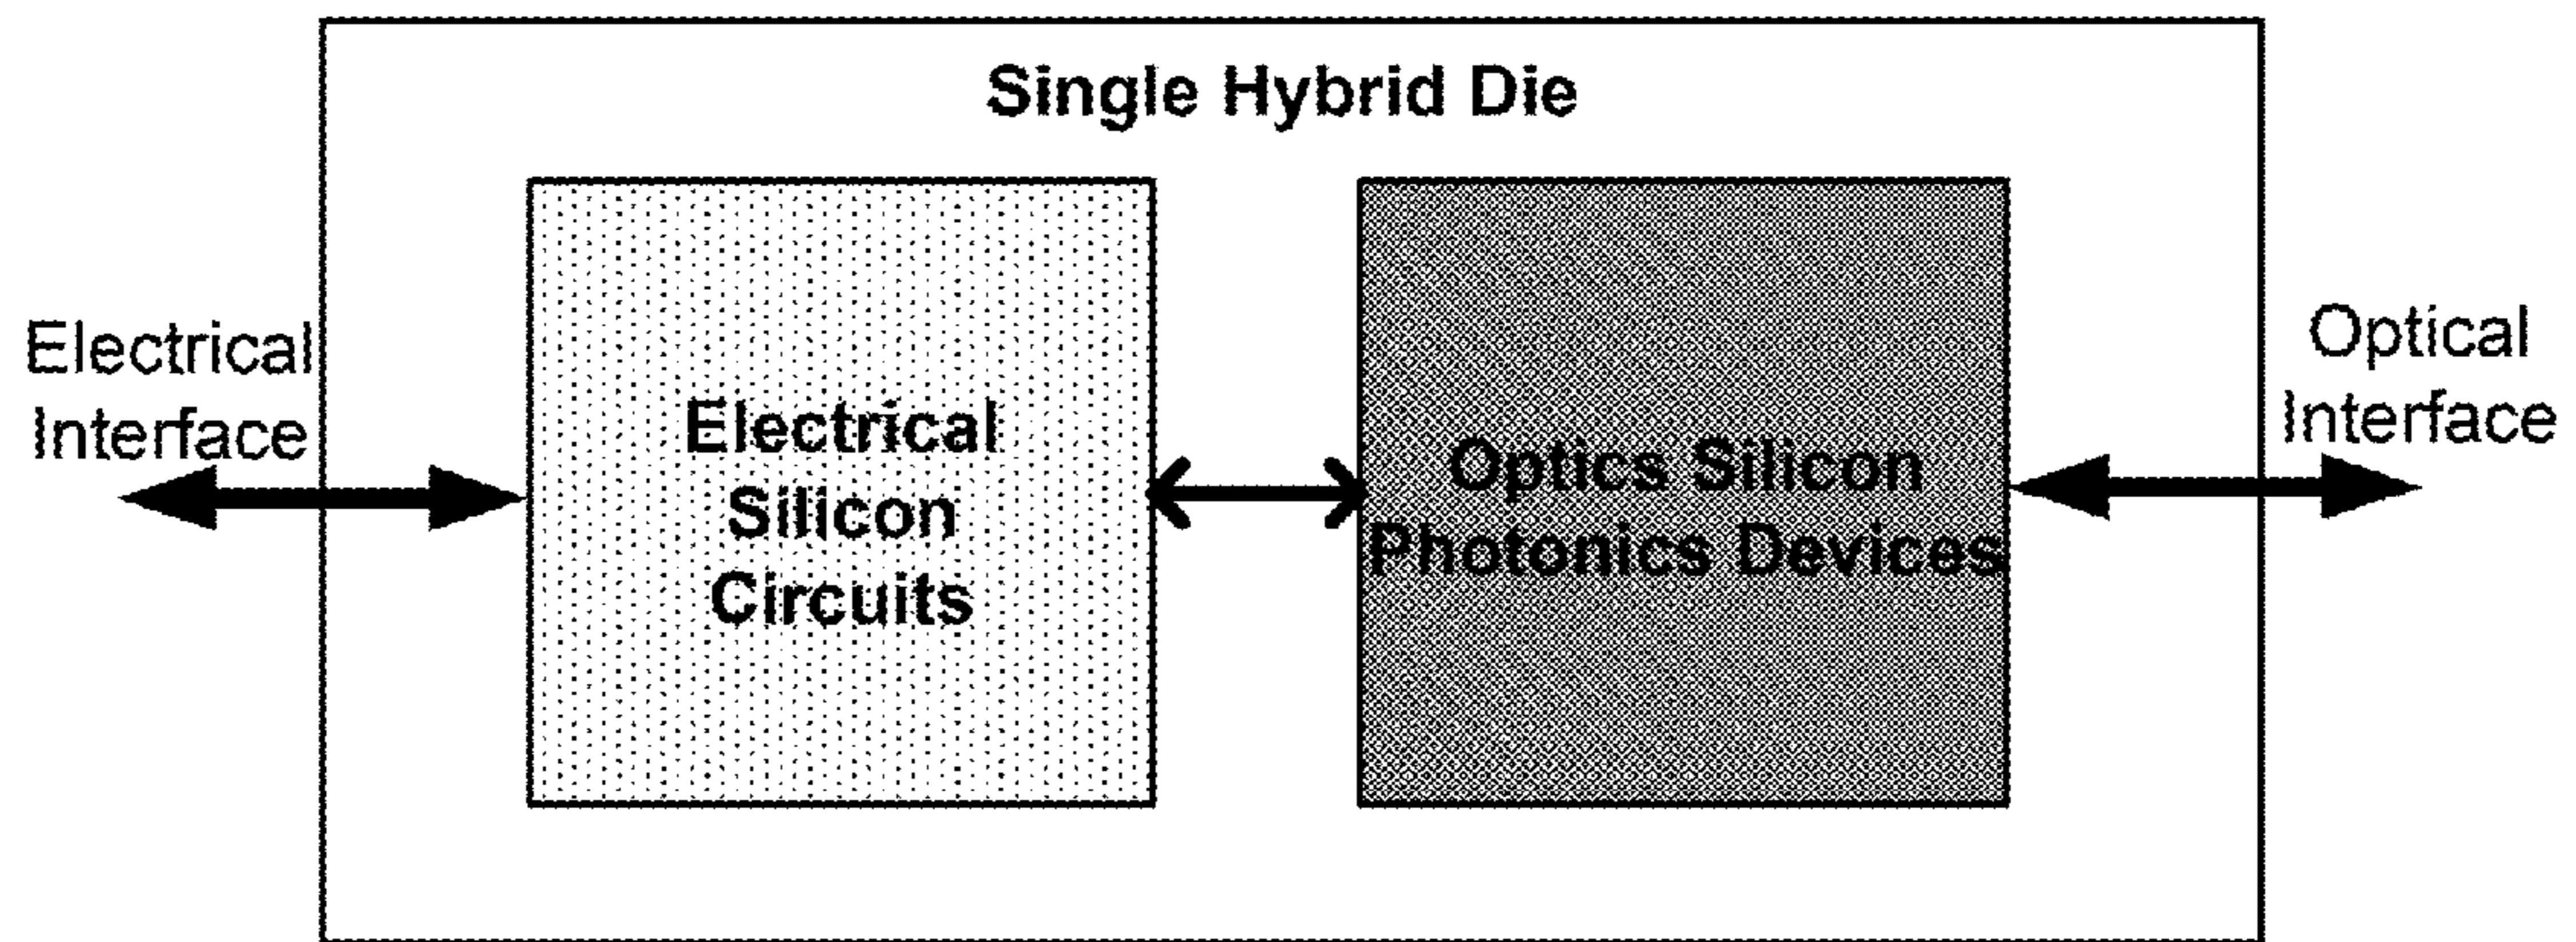 Single Hybrid Die
Electrical
Interface
Electrical
Silicon
Circuits
Optics Silicon
Photonics Devices
Optical
Interface